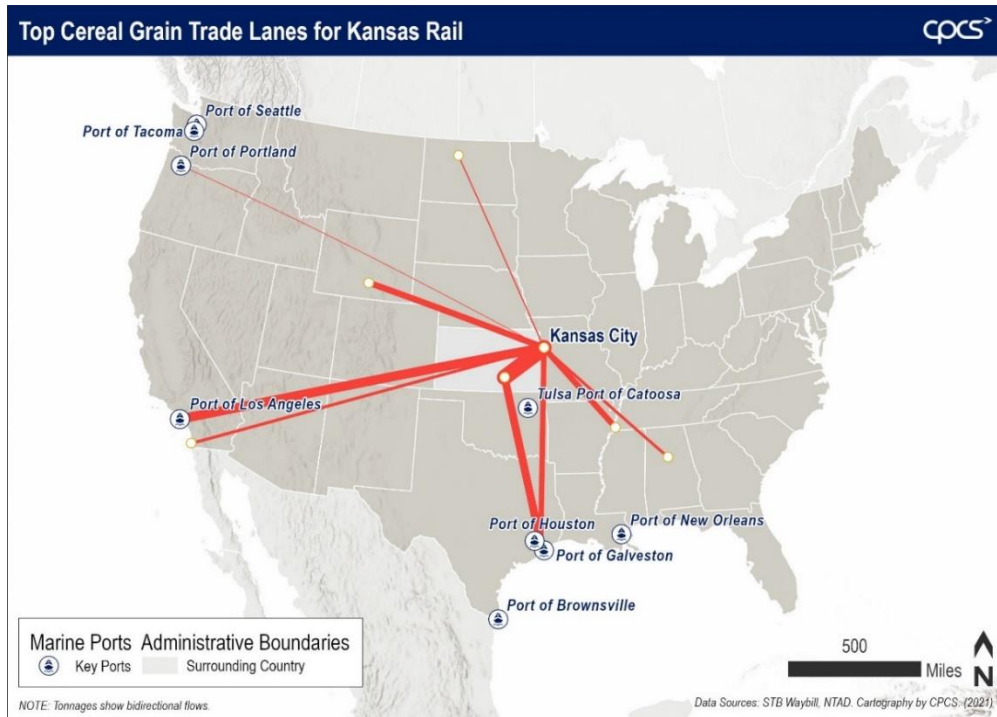 Top Cereal Grain Trade Lanes for Kansas Rail
cpcs
Port of Seattle
Port of Tacoma
Port of Portland
Kansas City
Port of Los Angeles
Tulsa Port of Catoosa
Port of Houston
Port of New Orleans
Port of Galveston
Port of Brownsville
Marine Ports Administrative Boundaries
Key Ports Surrounding Country
500
Miles
N
NOTE: Tonnages show bidirectional flows.
Data Sources: STB Waybill, NTAD. Cartography by CPCS. (2021)